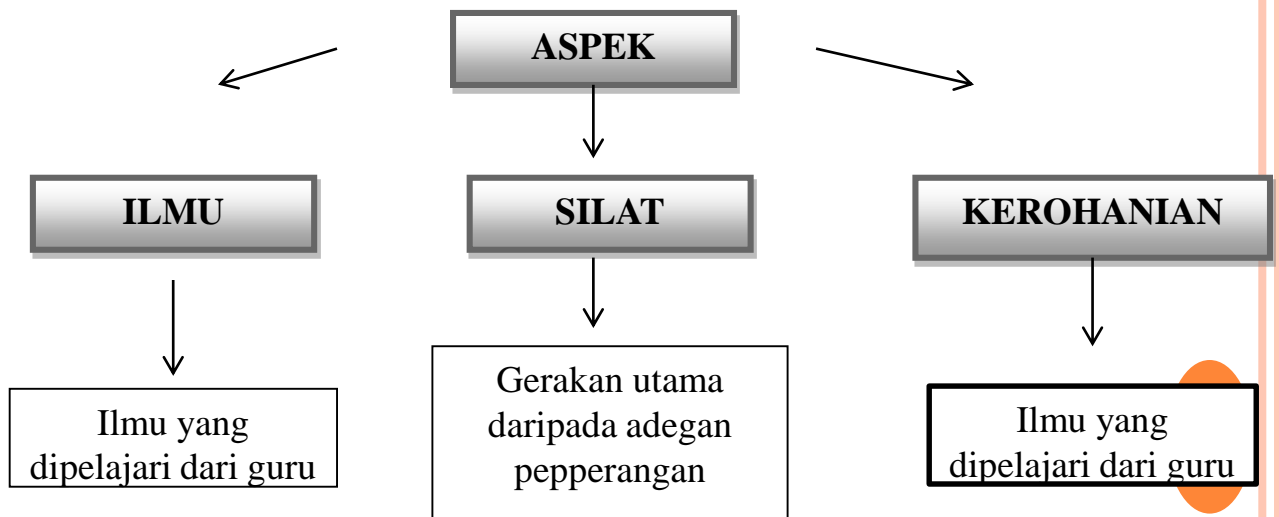 ASPEK
ILMU
SILAT
KEROHANIAN
Ilmu yang
dipelajari dari guru
Gerakan utama
daripada adegan
pepperangan
Ilmu yang
dipelajari dari guru